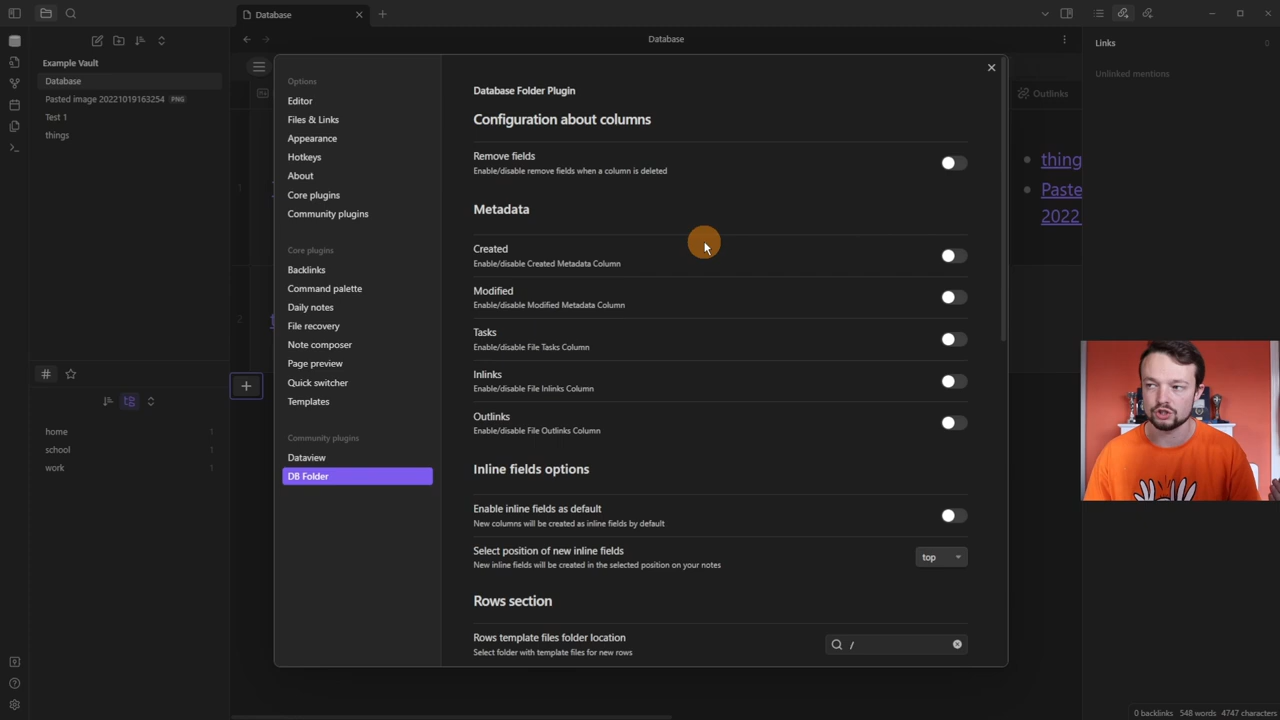 Database
Database
Links
Example Vault
Options
Database
Editor
Database Folder Plugin
Unlinked mentions
Pasted image 20221019163254 PNG
Files & Links
Configuration about columns
Outlinks
Test 1
Appearance
things
Hotkeys
Remove fields
Enable/disable remove fields when a column is deleted
About
1
thing
Core plugins
Paste
Community plugins
Metadata
2022
Core plugins
Created
Enable/disable Created Metadata Column
Backlinks
Command palette
Modified
Enable/disable Modified Metadata Column
Daily notes
2
File recovery
Tasks
Enable/disable File Tasks Column
Note composer
Page preview
Inlinks
Enable/disable File Inlinks Column
Quick switcher
Templates
Outlinks
Enable/disable File Outlinks Column
home 1
school 1
work 1
Community plugins
Dataview
DB Folder
Inline fields options
Enable inline fields as default
New columns will be created as inline fields by default
Select position of new inline fields
New inline fields will be created in the selected position on your notes
top
Rows section
Rows template files folder location
Select folder with template files for new rows
/
0 backlinks 548 words 4747 characters